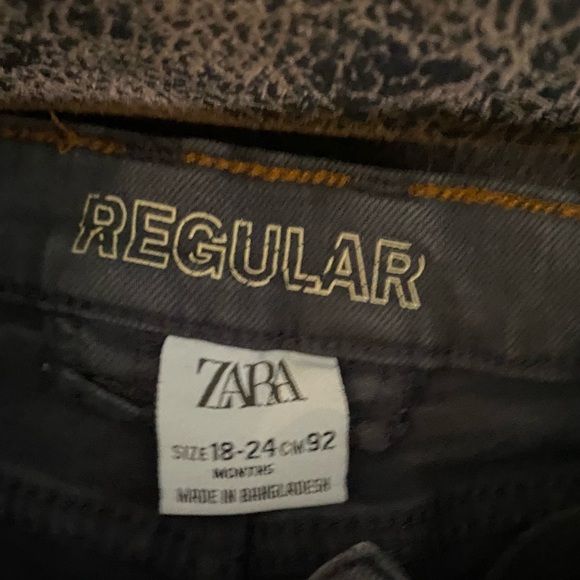 REGULAR
ZARA
SIZE 18-24 CM 92
MONTHS
MADE IN BANGLADESH